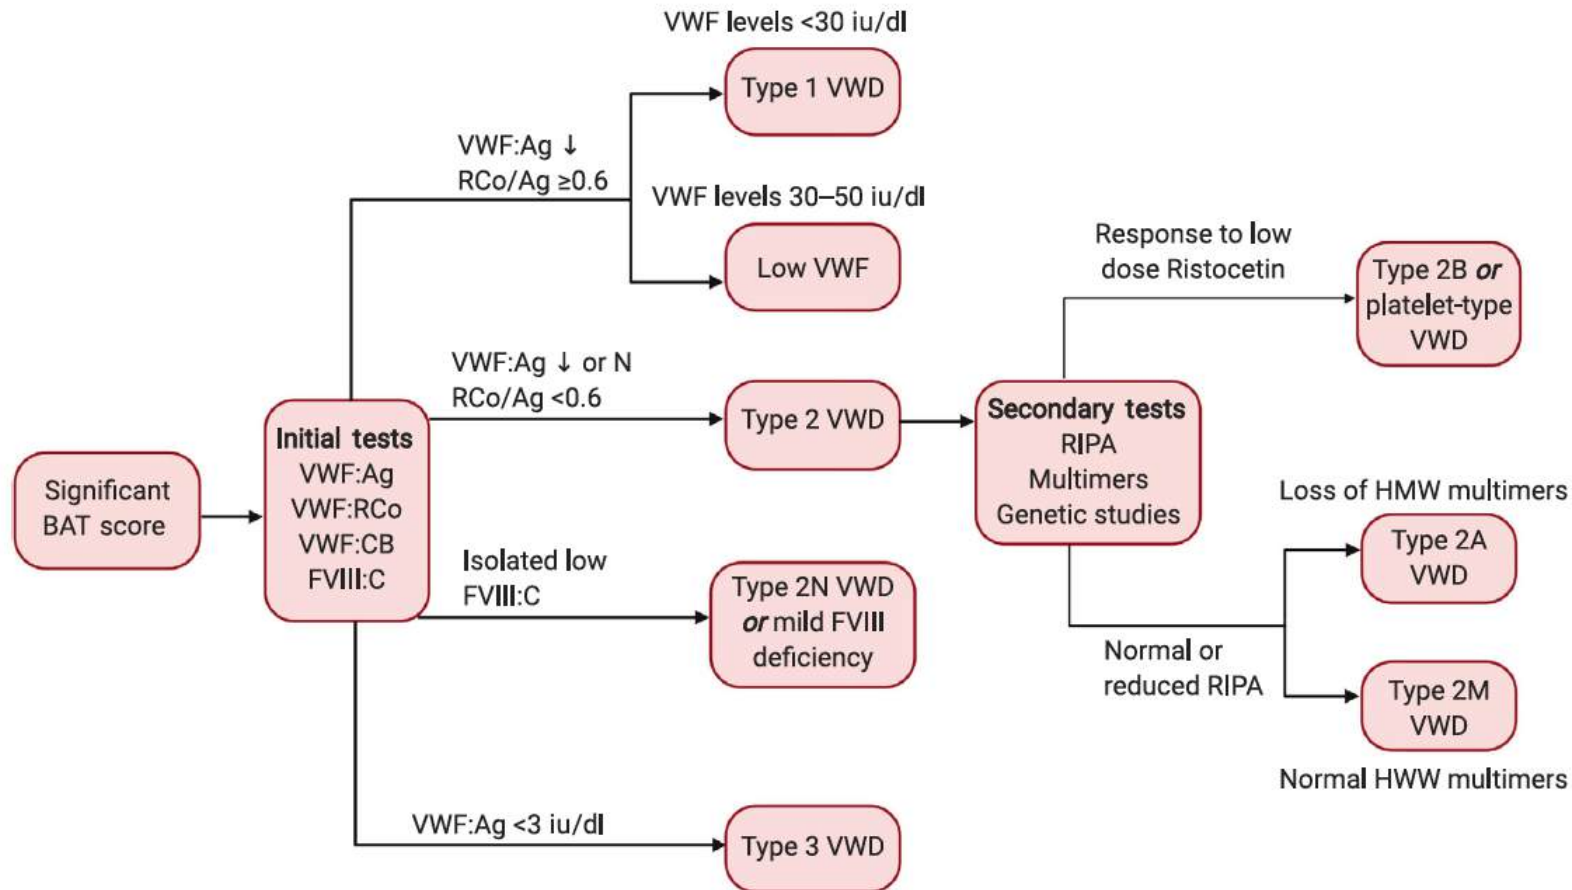 VWF levels <30 iu/dl
Type 1 VWD
VWF:Ag ↓
RCo/Ag ≥0.6
VWF levels 30–50 iu/dl
Low VWF
Response to low
dose Ristocetin
Type 2B or
platelet-type
VWD
VWF:Ag ↓ or N
RCo/Ag <0.6
Type 2 VWD
Secondary tests
RIPA
Multimers
Genetic studies
Significant
BAT score
Initial tests
VWF:Ag
VWF:RCo
VWF:CB
FVIII:C
Loss of HMW multimers
Type 2A
VWD
Isolated low
FVIII:C
Type 2N VWD
or mild FVIII
deficiency
Normal or
reduced RIPA
Type 2M
VWD
Normal HWW multimers
VWF:Ag <3 iu/dl
Type 3 VWD